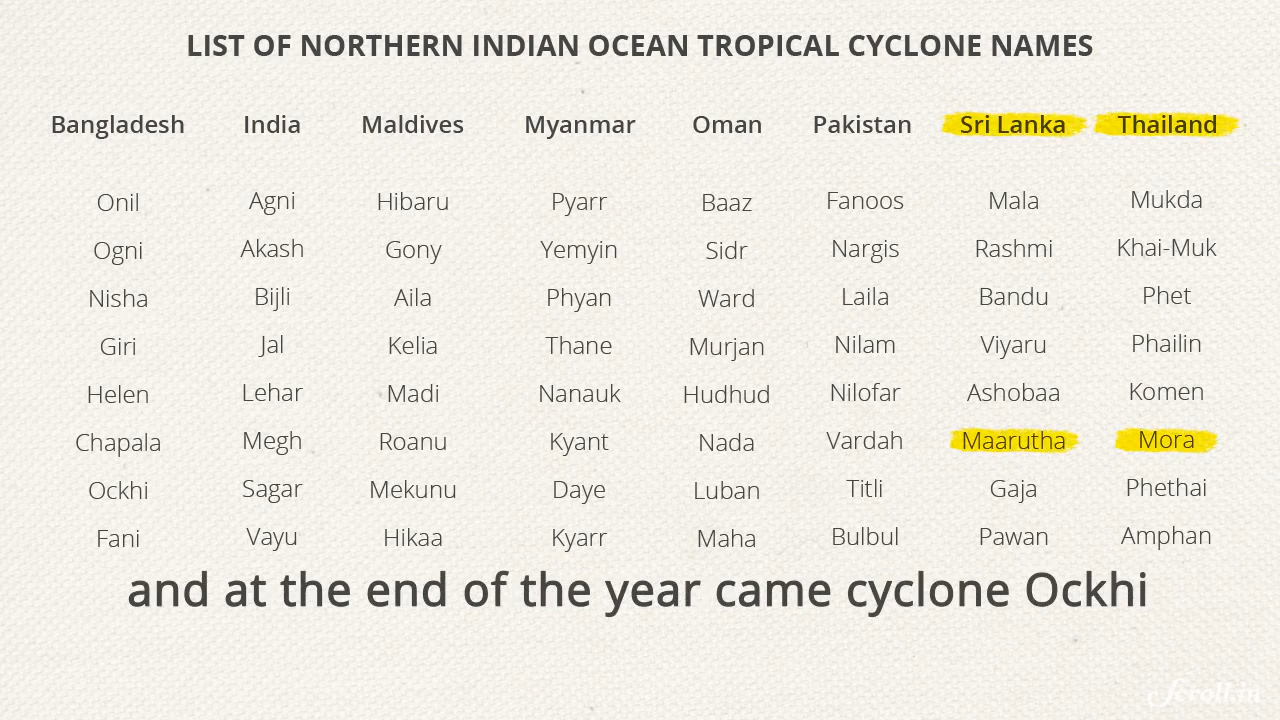 LIST OF NORTHERN INDIAN OCEAN TROPICAL CYCLONE NAMES
Bangladesh India Maldives Myanmar Oman Pakistan Sri Lanka Thailand
Onil Agni Hibaru Pyarr Baaz Fanoos Mala Mukda
Ogni Akash Gony Yemyin Sidr Nargis Rashmi Khai-Muk
Nisha Bijli Aila Phyan Ward Laila Bandu Phet
Giri Jal Kelia Thane Murjan Nilam Viyaru Phailin
Helen Lehar Madi Nanauk Hudhud Nilofar Ashobaa Komen
Chapala Megh Roanu Kyant Nada Vardah Maarutha Mora
Ockhi Sagar Mekunu Daye Luban Titli Gaja Phethai
Fani Vayu Hikaa Kyarr Maha Bulbul Pawan Amphan
and at the end of the year came cyclone Ockhi
Scroll.in